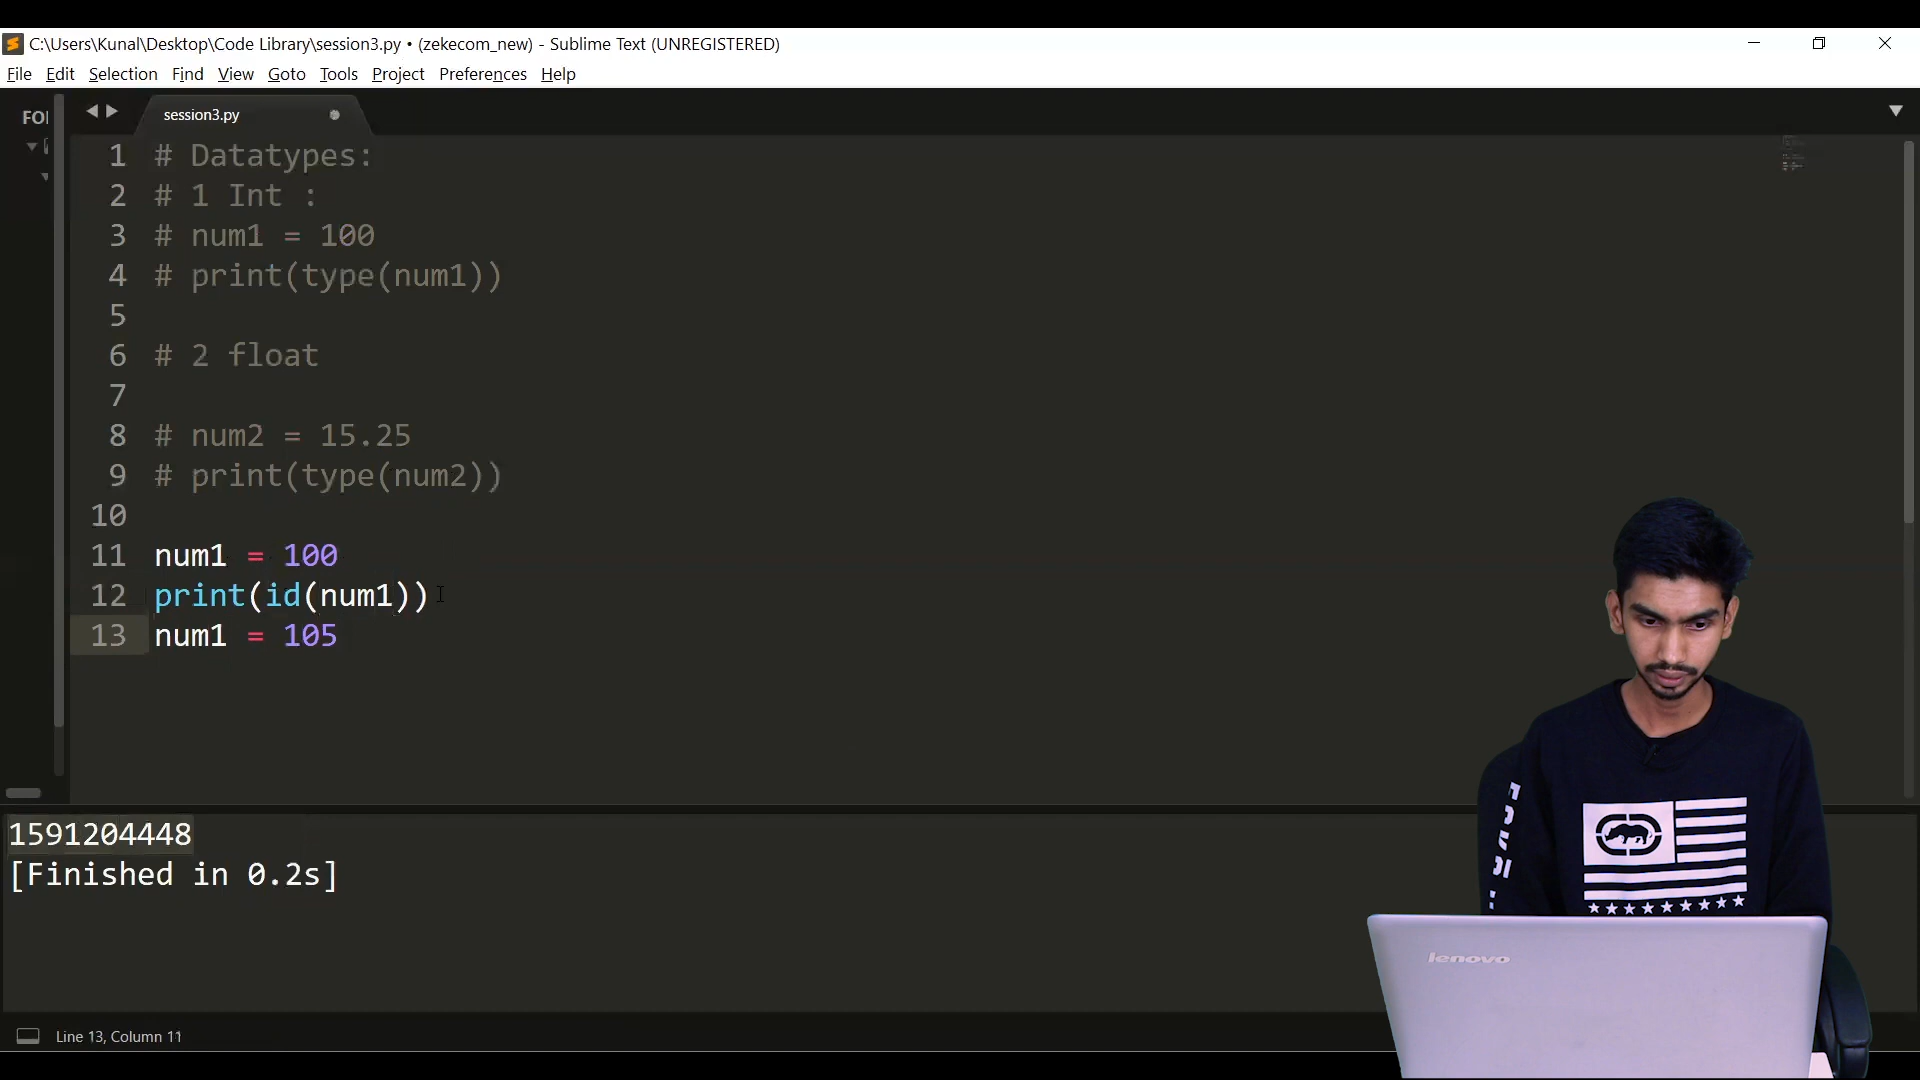 C:\Users\Kunal\Desktop\Code Library\session3.py • (zekecom_new) - Sublime Text (UNREGISTERED)
File Edit Selection Find View Goto Tools Project Preferences Help
FOI
session3.py
1 # Datatypes:
2 # 1 Int :
3 # num1 = 100
4 # print(type(num1))
5
6 # 2 float
7
8 # num2 = 15.25
9 # print(type(num2))
10
11 num1 = 100
12 print(id(num1))
13 num1 = 105
1591204448
[Finished in 0.2s]
lenovo
Line 13, Column 11